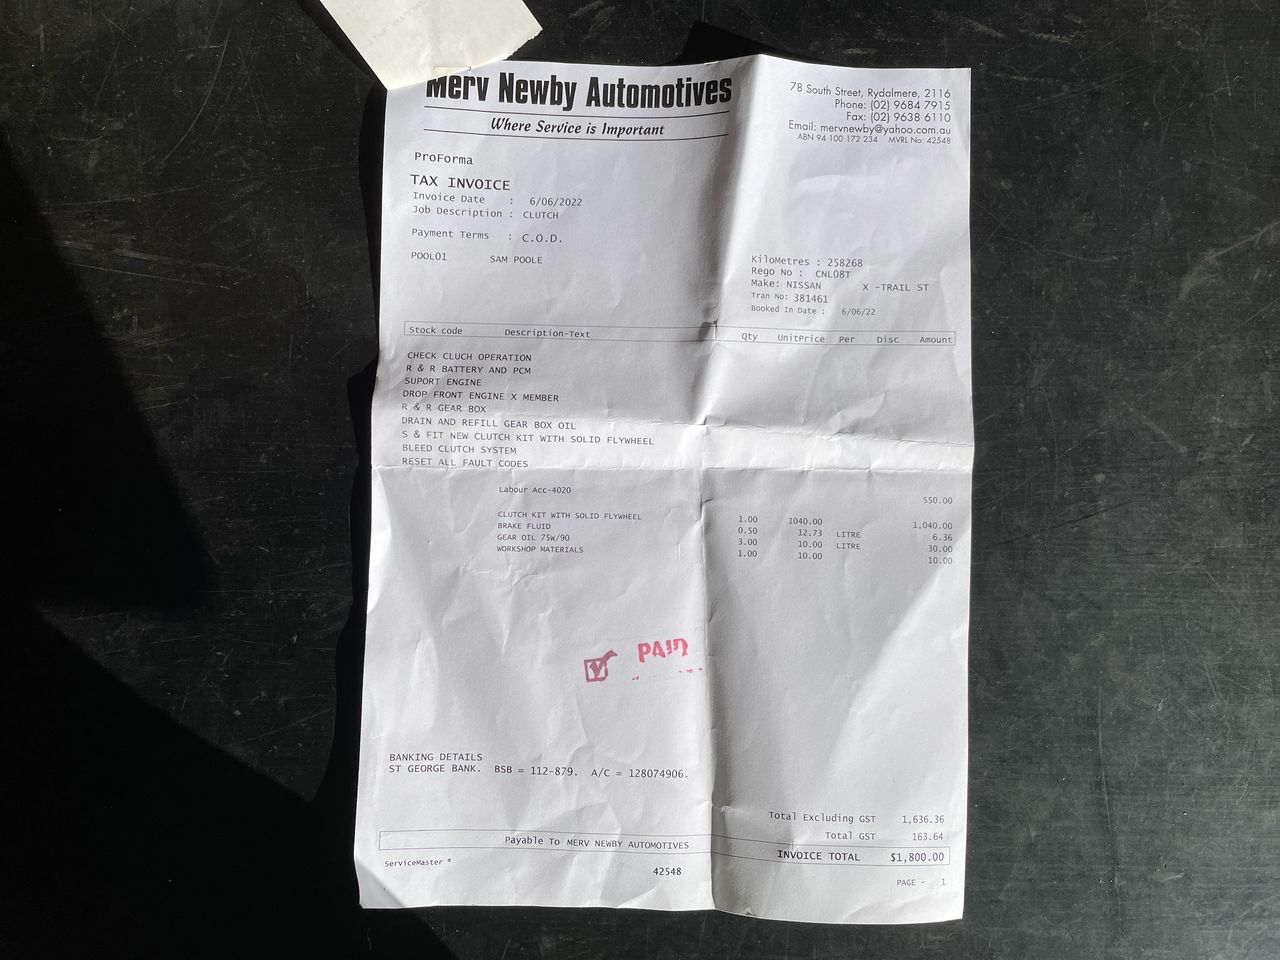 Merv Newby Automotives
Where Service is Important
78 South Street, Rydalmere, 2116
Phone: (02) 9684 7915
Fax: (02) 9638 6110
Email: mervnewby@yahoo.com.au
ABN 94 100 172 234 MVRL No: 42548
ProForma
TAX INVOICE
Invoice Date : 6/06/2022
Job Description : CLUTCH
Payment Terms : C.O.D.
POOL01 SAM POOLE
KiloMetres : 258268
Rego No : CNL08T
Make: NISSAN X -TRAIL ST
Tran No: 381461
Booked In Date : 6/06/22
Stock code Description-Text Qty UnitPrice Per Disc Amount
CHECK CLUCH OPERATION
R & R BATTERY AND PCM
SUPORT ENGINE
DROP FRONT ENGINE X MEMBER
R & R GEAR BOX
DRAIN AND REFILL GEAR BOX OIL
S & FIT NEW CLUTCH KIT WITH SOLID FLYWHEEL
BLEED CLUTCH SYSTEM
RESET ALL FAULT CODES
Labour Acc-4020 550.00
CLUTCH KIT WITH SOLID FLYWHEEL 1.00 1040.00 1,040.00
BRAKE FLUID 0.50 12.73 LITRE 6.36
GEAR OIL 75W/90 3.00 10.00 LITRE 30.00
WORKSHOP MATERIALS 1.00 10.00 10.00
PAID
BANKING DETAILS
ST GEORGE BANK. BSB = 112-879. A/C = 128074906.
Total Excluding GST 1,636.36
Total GST 163.64
Payable To MERV NEWBY AUTOMOTIVES INVOICE TOTAL $1,800.00
ServiceMaster ® 42548 PAGE - 1